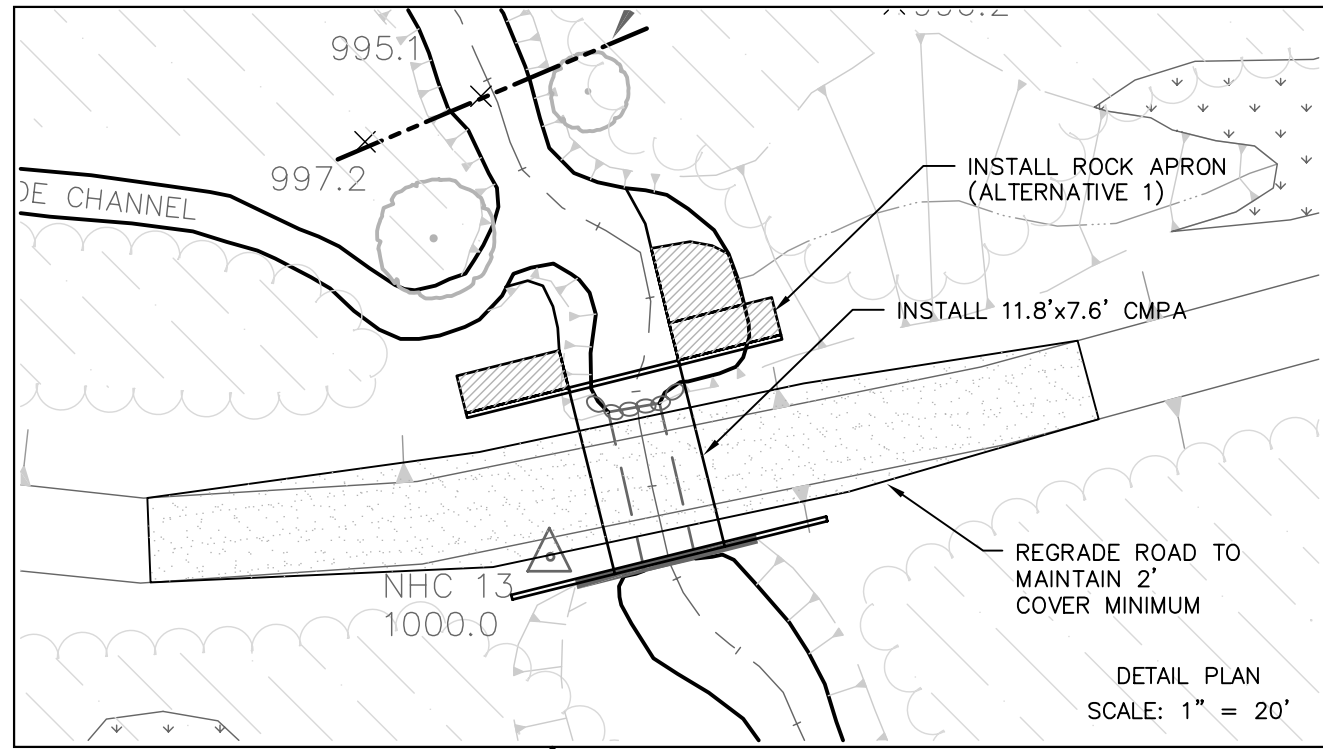 995.1
997.2
DE CHANNEL
INSTALL ROCK APRON
(ALTERNATIVE 1)
INSTALL 11.8'x7.6' CMPA
NHC 13
1000.0
REGRADE ROAD TO
MAINTAIN 2'
COVER MINIMUM
DETAIL PLAN
SCALE: 1" = 20'